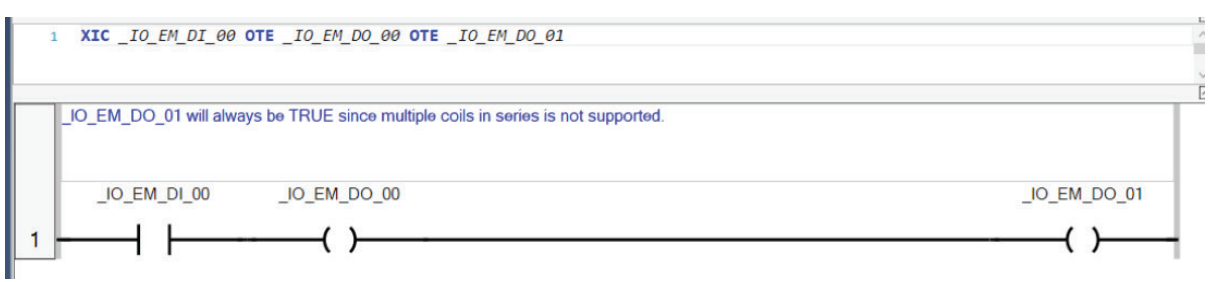 1 XIC _IO_EM_DI_00 OTE _IO_EM_DO_00 OTE _IO_EM_DO_01
_IO_EM_DO_01 will always be TRUE since multiple coils in series is not supported.
_IO_EM_DI_00 _IO_EM_DO_00 _IO_EM_DO_01
1